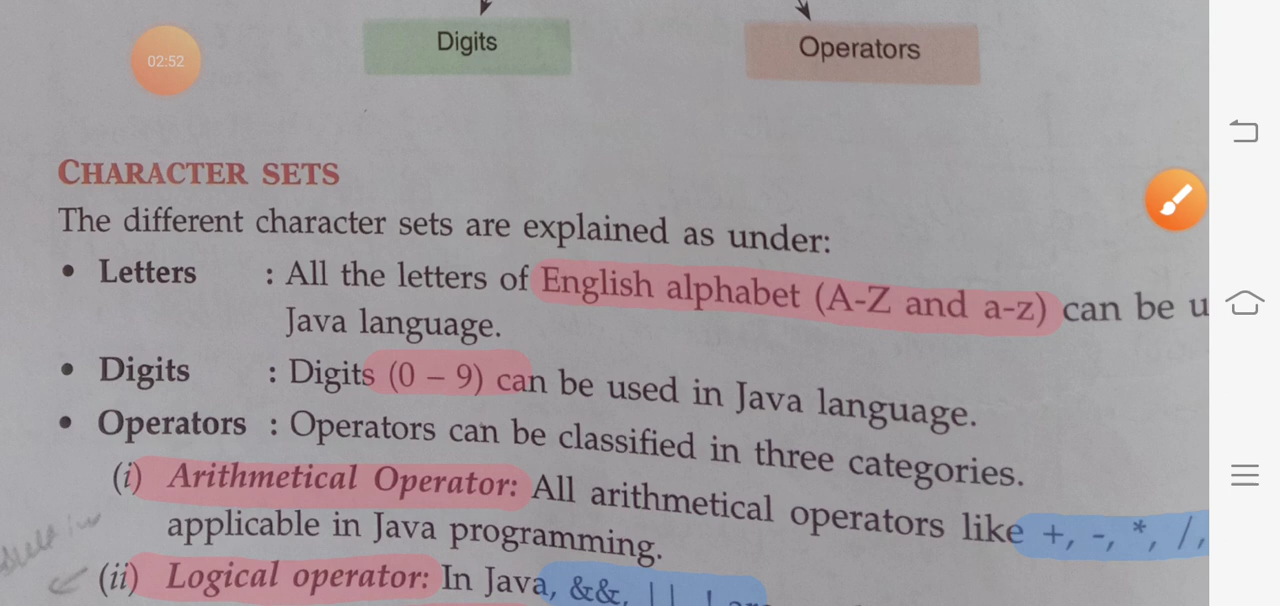 Digits
Operators
02:52
CHARACTER SETS
The different character sets are explained as under:
• Letters : All the letters of English alphabet (A-Z and a-z) can be u
Java language.
• Digits : Digits (0 – 9) can be used in Java language.
• Operators : Operators can be classified in three categories.
(i) Arithmetical Operator: All arithmetical operators like +, -, *, /,
applicable in Java programming.
(ii) Logical operator: In Java, &&, ||, !